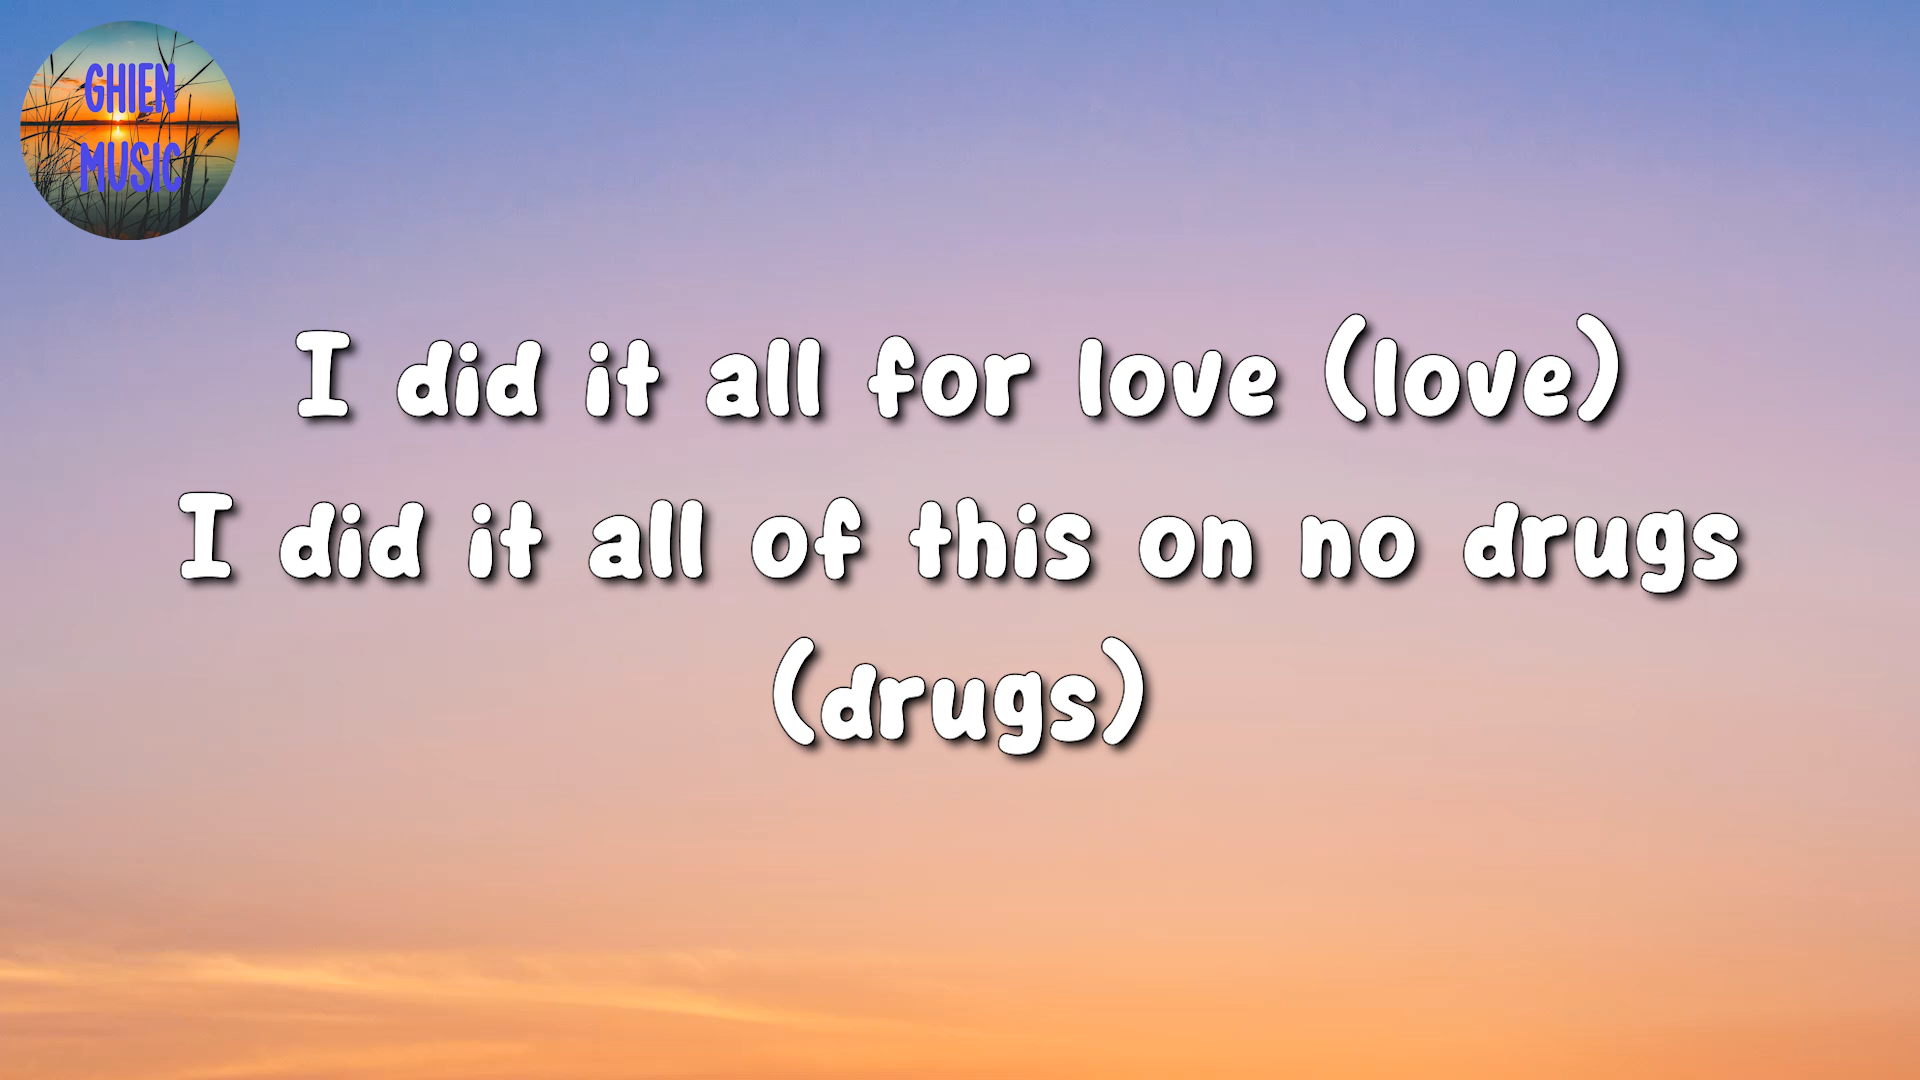 GHIEN
MUSIC
I did it all for love (love)
I did it all of this on no drugs
(drugs)